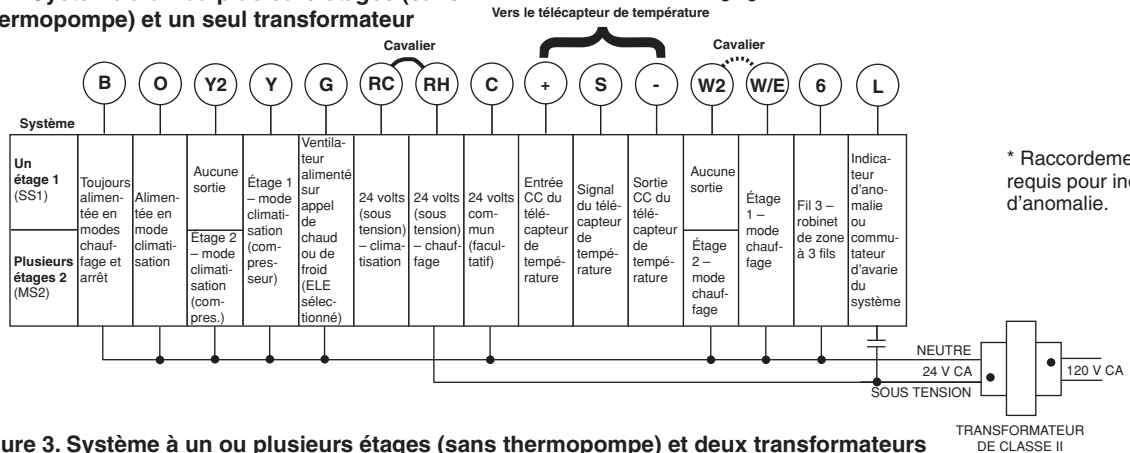 Vers le télécapteur de température
thermopompe) et un seul transformateur
Cavalier
Cavalier
B O Y2 Y G RC RH C + S - W2 W/E 6 L
Système
Un
étage 1
(SS1)
Plusieurs
étages 2
(MS2)
Toujours
alimen-
tée en
modes
chauf-
fage et
arrêt
Alimen-
tée en
mode
climati-
sation
Aucune
sortie
Étage 2
– mode
climati-
sation
(com-
pres.)
Étage 1
– mode
climati-
sation
(com-
pres-
seur)
Ventila-
teur
alimenté
sur
appel
de
chaud
ou de
froid
(ELE
sélec-
tionné)
24 volts
(sous
tension)
– clima-
tisation
24 volts
(sous
tension)
– chauf-
fage
24 volts
com-
mun
(facul-
tatif)
Entrée
CC du
télé-
capteur
de
tempé-
rature
Signal
du télé-
capteur
de
tempé-
rature
Sortie
CC du
télé-
capteur
de
tempé-
rature
Aucune
sortie
Étage
2 –
mode
chauf-
fage
Étage
1 –
mode
chauf-
fage
Fil 3 –
robinet
de zone
à 3 fils
Indica-
teur
d'ano-
malie
ou
commu-
tateur
d'avarie
du
système
* Raccordeme
requis pour in
d'anomalie.
NEUTRE
24 V CA
SOUS TENSION
120 V CA
TRANSFORMATEUR
DE CLASSE II
ure 3. Système à un ou plusieurs étages (sans thermopompe) et deux transformateurs